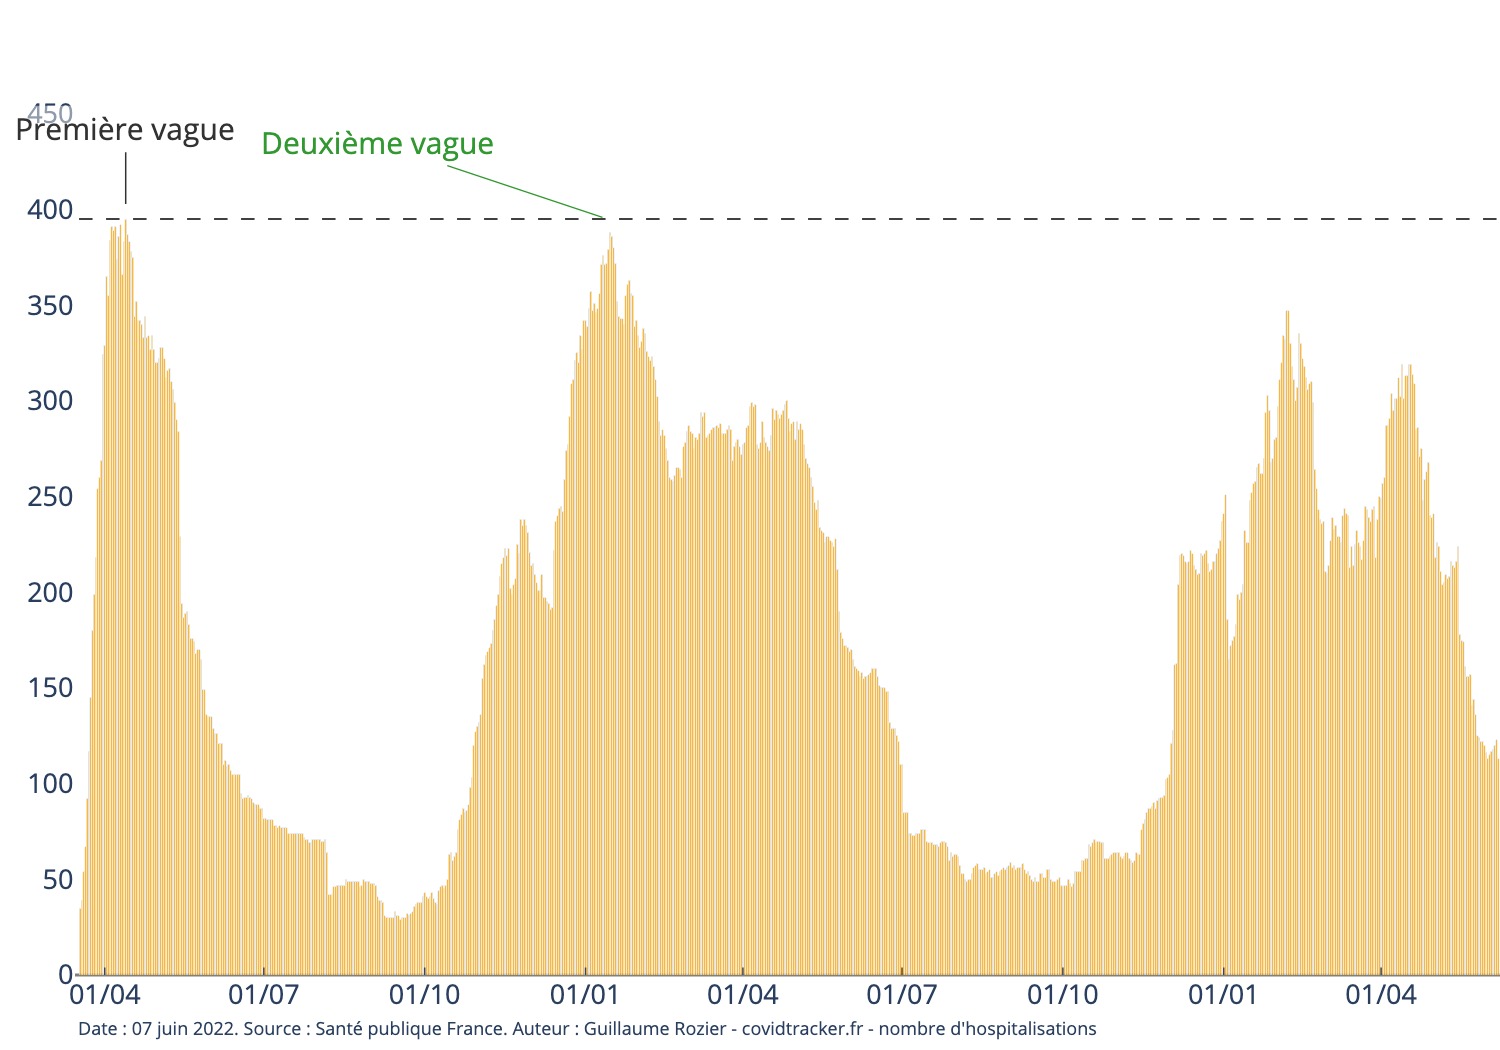 450
Première vague
Deuxième vague
400
350
300
250
200
150
100
50
0
01/04 01/07 01/10 01/01 01/04 01/07 01/10 01/01 01/04
Date : 07 juin 2022. Source : Santé publique France. Auteur : Guillaume Rozier - covidtracker.fr - nombre d'hospitalisations